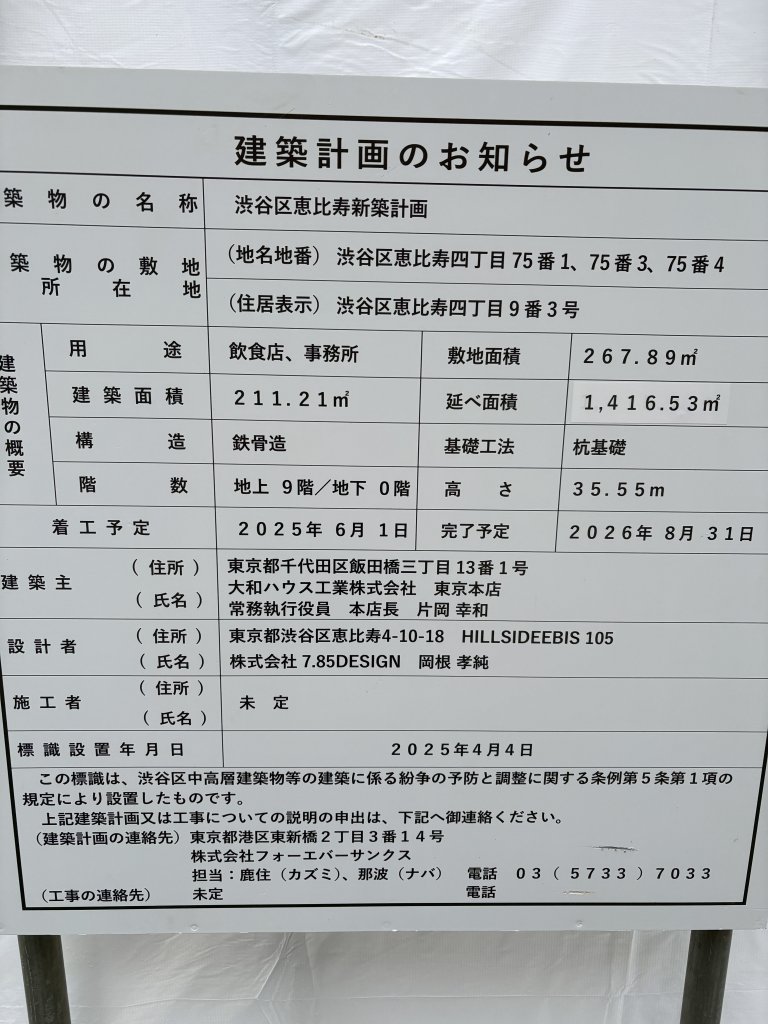 建築計画のお知らせ
築物の名称 渋谷区恵比寿新築計画
築物の敷地 (地名地番) 渋谷区恵比寿四丁目75番1、75番3、75番4
所在地 (住居表示) 渋谷区恵比寿四丁目9番3号
建築物の概要
用途 飲食店、事務所 敷地面積 267.89㎡
建築面積 211.21㎡ 延べ面積 1,416.53㎡
構造 鉄骨造 基礎工法 杭基礎
階数 地上 9階/地下 0階 高さ 35.55m
着工予定 2025年 6月 1日 完了予定 2026年 8月 31日
建築主 (住所) 東京都千代田区飯田橋三丁目13番1号
(氏名) 大和ハウス工業株式会社 東京本店
常務執行役員 本店長 片岡 幸和
設計者 (住所) 東京都渋谷区恵比寿4-10-18 HILLSIDEEBIS 105
(氏名) 株式会社 7.85DESIGN 岡根 孝純
施工者 (住所) 未定
(氏名)
標識設置年月日 2025年4月4日
この標識は、渋谷区中高層建築物等の建築に係る紛争の予防と調整に関する条例第5条第1項の
規定により設置したものです。
上記建築計画又は工事についての説明の申出は、下記へ御連絡ください。
(建築計画の連絡先) 東京都港区東新橋2丁目3番14号
株式会社フォーエバーサンクス
担当:鹿住(カズミ)、那波(ナバ) 電話 03(5733)7033
(工事の連絡先) 未定 電話